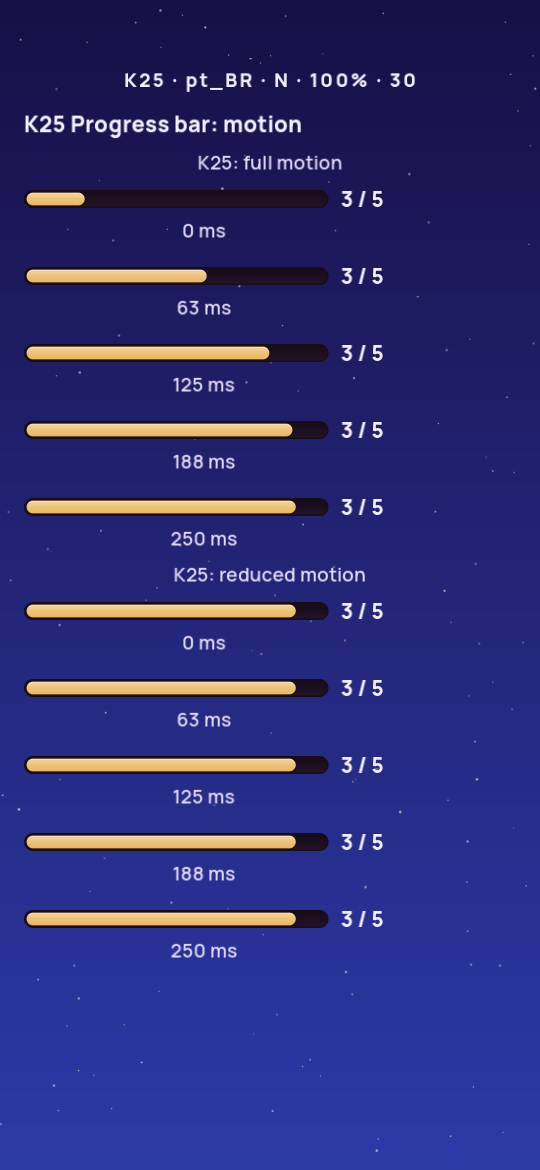 K25 · pt_BR · N · 100% · 30
K25 Progress bar: motion
K25: full motion
3 / 5
0 ms
3 / 5
63 ms
3 / 5
125 ms
3 / 5
188 ms
3 / 5
250 ms
K25: reduced motion
3 / 5
0 ms
3 / 5
63 ms
3 / 5
125 ms
3 / 5
188 ms
3 / 5
250 ms